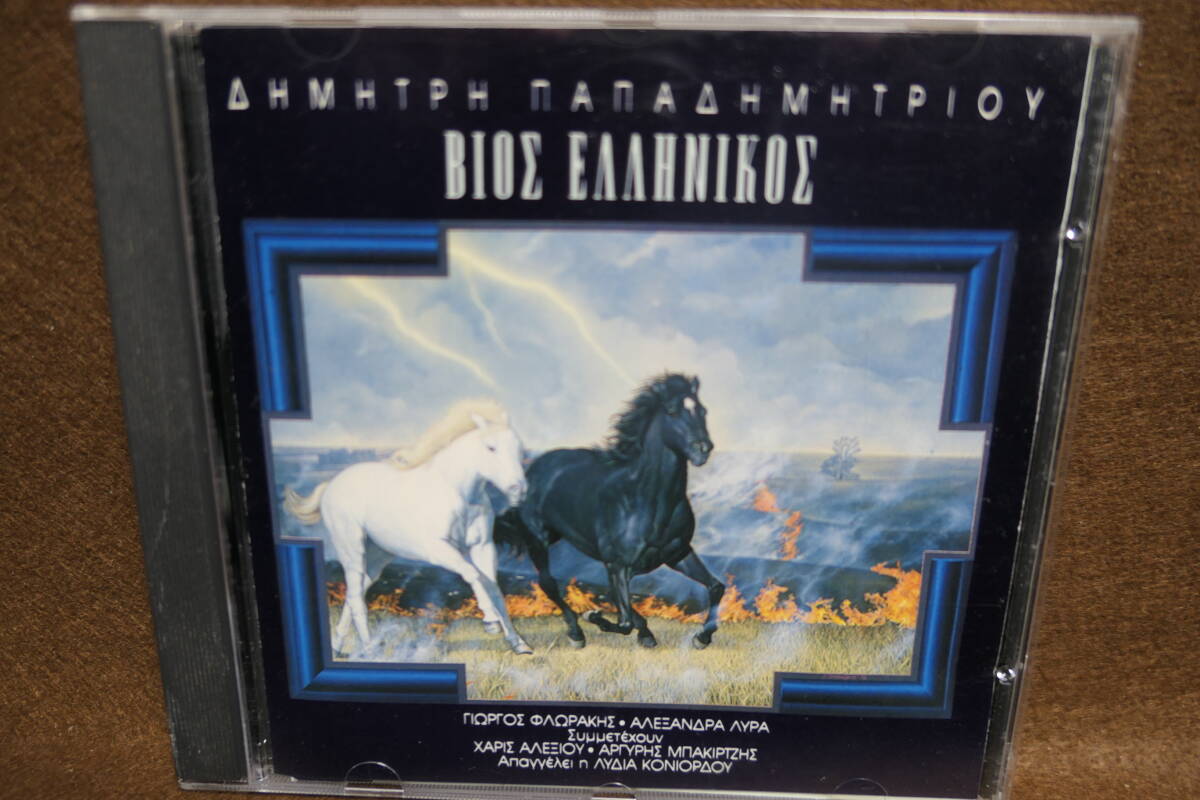 ΔΗΜΗΤΡΗ ΠΑΠΑΔΗΜΗΤΡΙΟΥ
ΒΙΟΣ ΕΛΛΗΝΙΚΟΣ
ΓΙΩΡΓΟΣ ΦΛΩΡΑΚΗΣ • ΑΛΕΞΑΝΔΡΑ ΛΥΡΑ
Συμμετέχουν
ΧΑΡΙΣ ΑΛΕΞΙΟΥ • ΑΡΓΥΡΗΣ ΜΠΑΚΙΡΤΖΗΣ
Απαγγέλει η ΛΥΔΙΑ ΚΟΝΙΟΡΔΟΥ